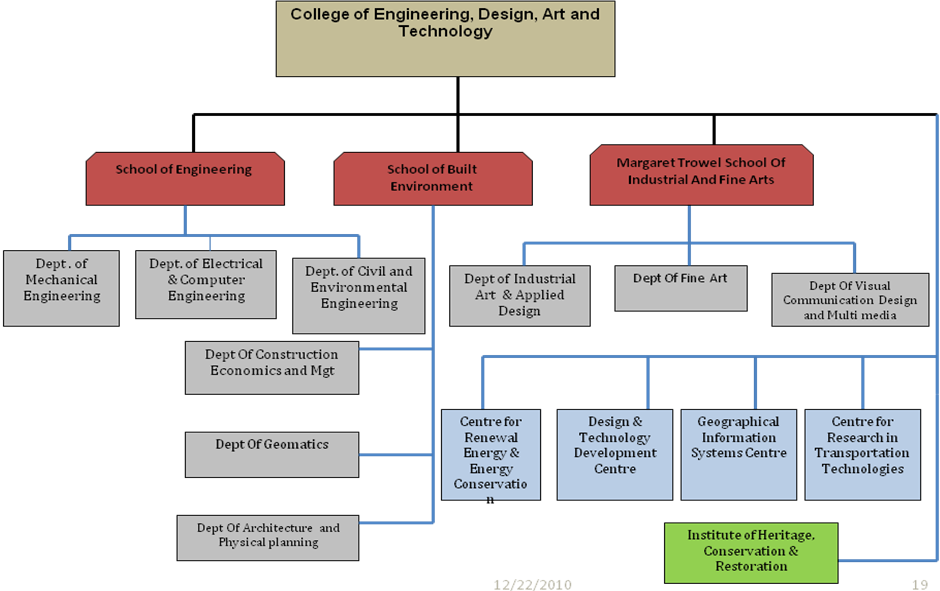 College of Engineering, Design, Art and
Technology
School of Engineering
School of Built
Environment
Margaret Trowel School Of
Industrial And Fine Arts
Dept . of
Mechanical
Engineering
Dept. of Electrical
& Computer
Engineering
Dept. of Civil and
Environmental
Engineering
Dept of Industrial
Art & Applied
Design
Dept Of Fine Art
Dept Of Visual
Communication Design
and Multi media
Dept Of Construction
Economics and Mgt
Dept Of Geomatics
Dept Of Architecture and
Physical planning
Centre for
Renewal
Energy &
Energy
Conservatio
n
Design &
Technology
Development
Centre
Geographical
Information
Systems Centre
Centre for
Research in
Transportation
Technologies
Institute of Heritage,
Conservation &
Restoration
12/22/2010
19